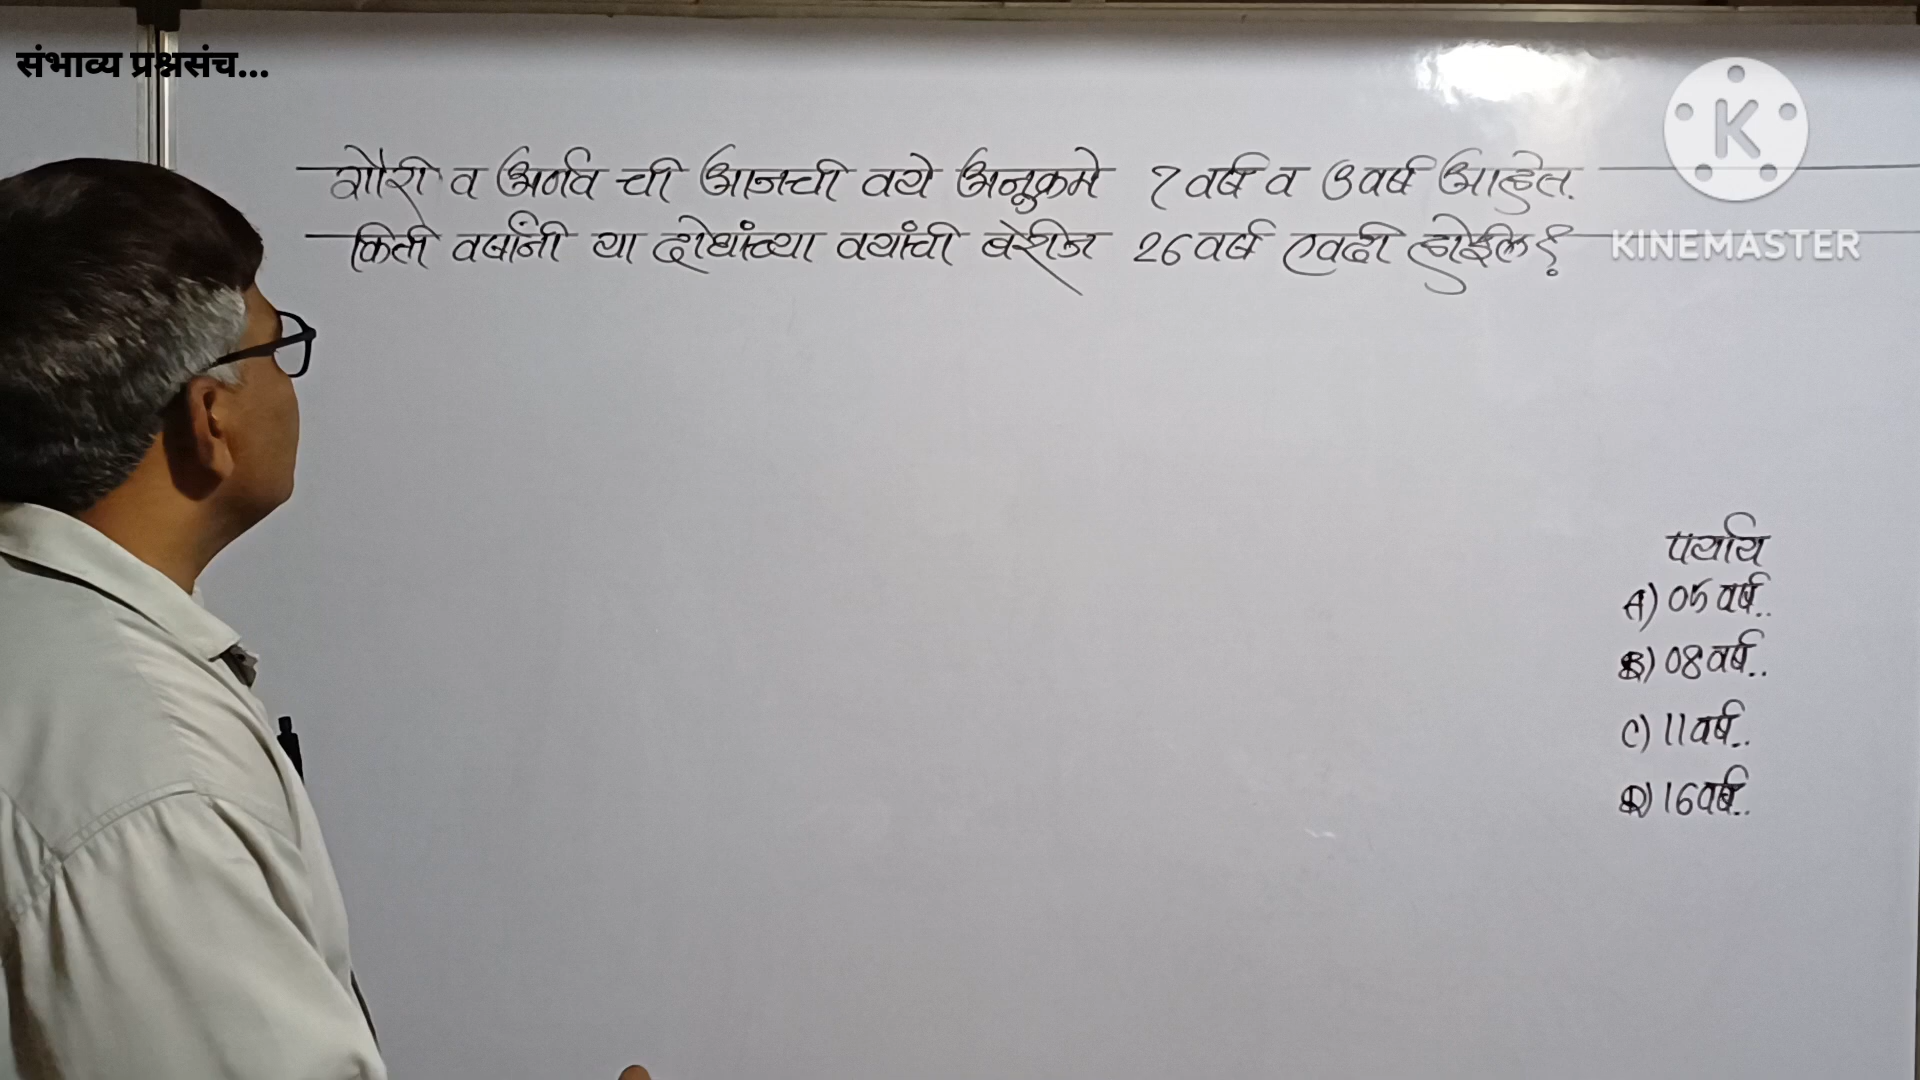 संभाव्य प्रश्नसंच...
गौरी व अर्णव ची आजची वये अनुक्रमे 7 वर्ष व 3 वर्ष आहेत.
किती वर्षांनी या दोघांच्या वयांची बेरीज 26 वर्ष एवढी होईल?
KINEMASTER
पर्याय
A) 05 वर्ष..
B) 08 वर्ष..
C) 11 वर्ष..
D) 16 वर्ष..